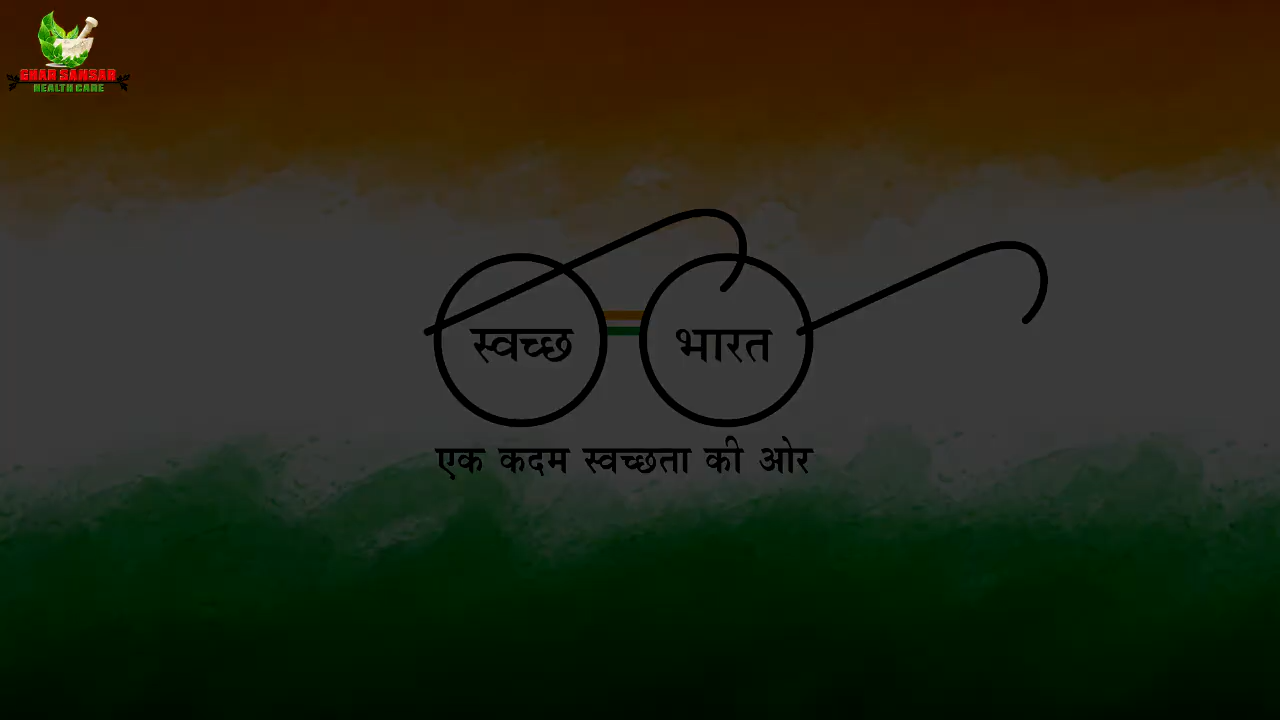 CHAR SANSAR
HEALTH CARE
स्वच्छ भारत
एक कदम स्वच्छता की ओर